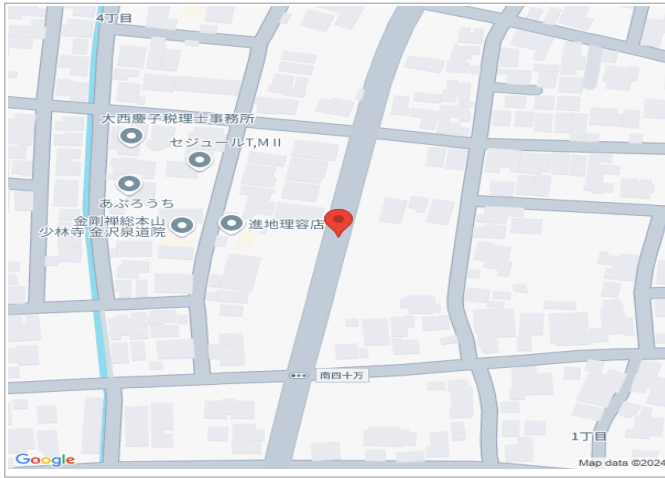 4丁目
大西慶子税理士事務所
セジュールT,M II
あぶろうち
金剛禅総本山
少林寺 金沢泉道院
進地理容店
南四十万
1丁目
Google
Map data ©2024